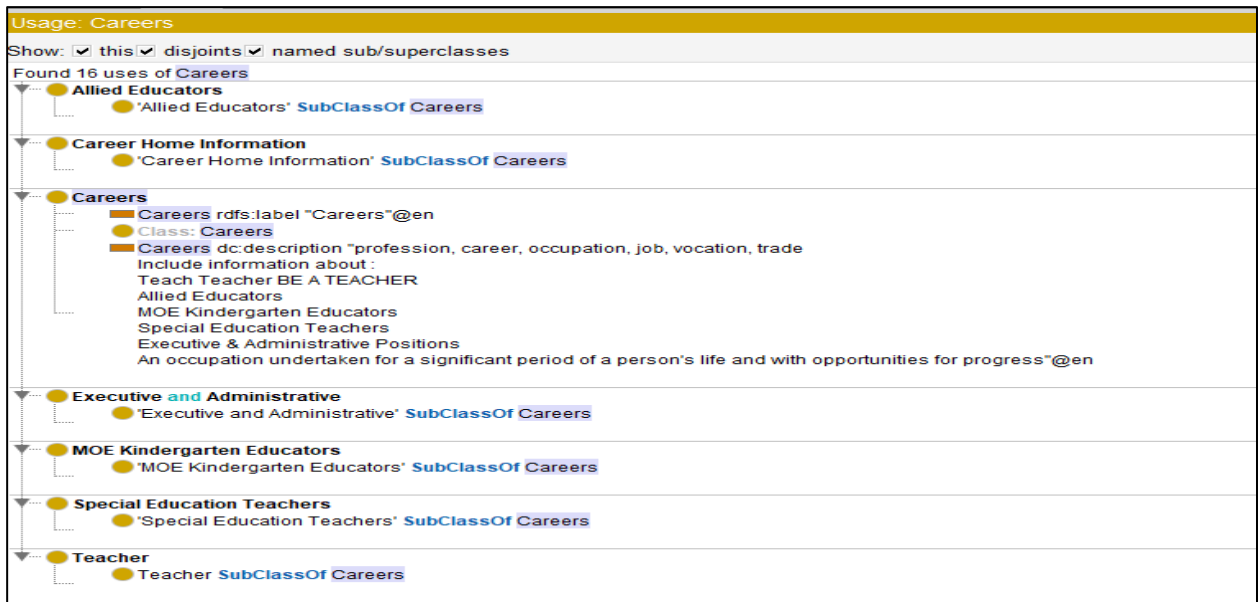 Usage: Careers
Show: this disjoints named sub/superclasses
Found 16 uses of Careers
Allied Educators
'Allied Educators' SubClassOf Careers
Career Home Information
'Career Home Information' SubClassOf Careers
Careers
Careers rdfs:label "Careers"@en
Class: Careers
Careers dc:description "profession, career, occupation, job, vocation, trade
Include information about :
Teach Teacher BE A TEACHER
Allied Educators
MOE Kindergarten Educators
Special Education Teachers
Executive & Administrative Positions
An occupation undertaken for a significant period of a person's life and with opportunities for progress"@en
Executive and Administrative
'Executive and Administrative' SubClassOf Careers
MOE Kindergarten Educators
'MOE Kindergarten Educators' SubClassOf Careers
Special Education Teachers
'Special Education Teachers' SubClassOf Careers
Teacher
Teacher SubClassOf Careers